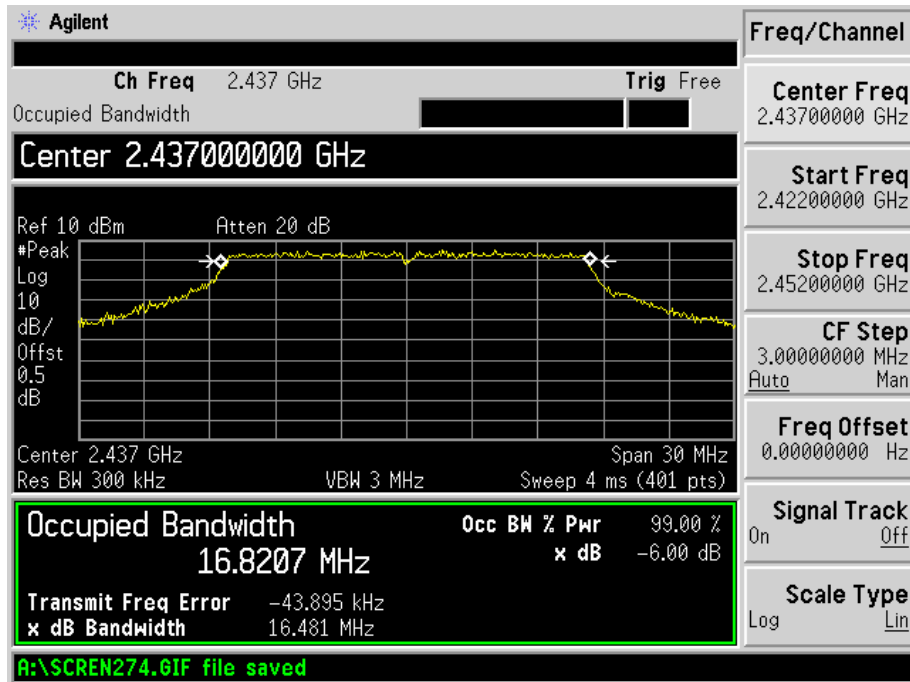 Agilent
Ch Freq 2.437 GHz Trig Free
Occupied Bandwidth
Center 2.437000000 GHz
Ref 10 dBm Atten 20 dB
#Peak
Log
10
dB/
Offst
0.5
dB
Center 2.437 GHz Span 30 MHz
Res BW 300 kHz VBW 3 MHz Sweep 4 ms (401 pts)
Occupied Bandwidth Occ BW % Pwr 99.00 %
16.8207 MHz x dB -6.00 dB
Transmit Freq Error -43.895 kHz
x dB Bandwidth 16.481 MHz
A:\SCREN274.GIF file saved
Freq/Channel
Center Freq
2.43700000 GHz
Start Freq
2.42200000 GHz
Stop Freq
2.45200000 GHz
CF Step
3.00000000 MHz
Auto Man
Freq Offset
0.00000000 Hz
Signal Track
On Off
Scale Type
Log Lin